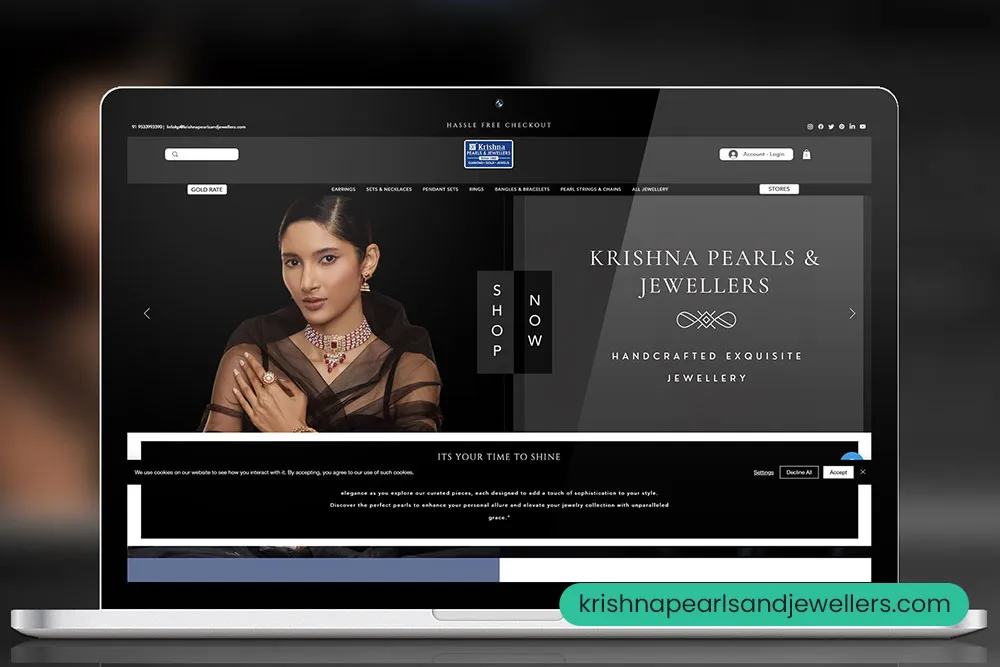 91 9533993390 | Info@krishnapearlsandjewellers.com
HASSLE FREE CHECKOUT
Krishna
PEARLS & JEWELLERS
DIAMOND • GOLD • JEWELS
Account - Login
GOLD RATE
EARRINGS
SETS & NECKLACES
PENDANT SETS
RINGS
BANGLES & BRACELETS
PEARL STRINGS & CHAINS
ALL JEWELLERY
STORES
SHOP
NOW
KRISHNA PEARLS &
JEWELLERS
HANDCRAFTED EXQUISITE
JEWELLERY
ITS YOUR TIME TO SHINE
We use cookies on our website to see how you interact with it. By accepting, you agree to our use of such cookies.
Settings
Decline All
Accept
elegance as you explore our curated pieces, each designed to add a touch of sophistication to your style.
Discover the perfect pearls to enhance your personal allure and elevate your jewelry collection with unparalleled
grace."
krishnapearlsandjewellers.com